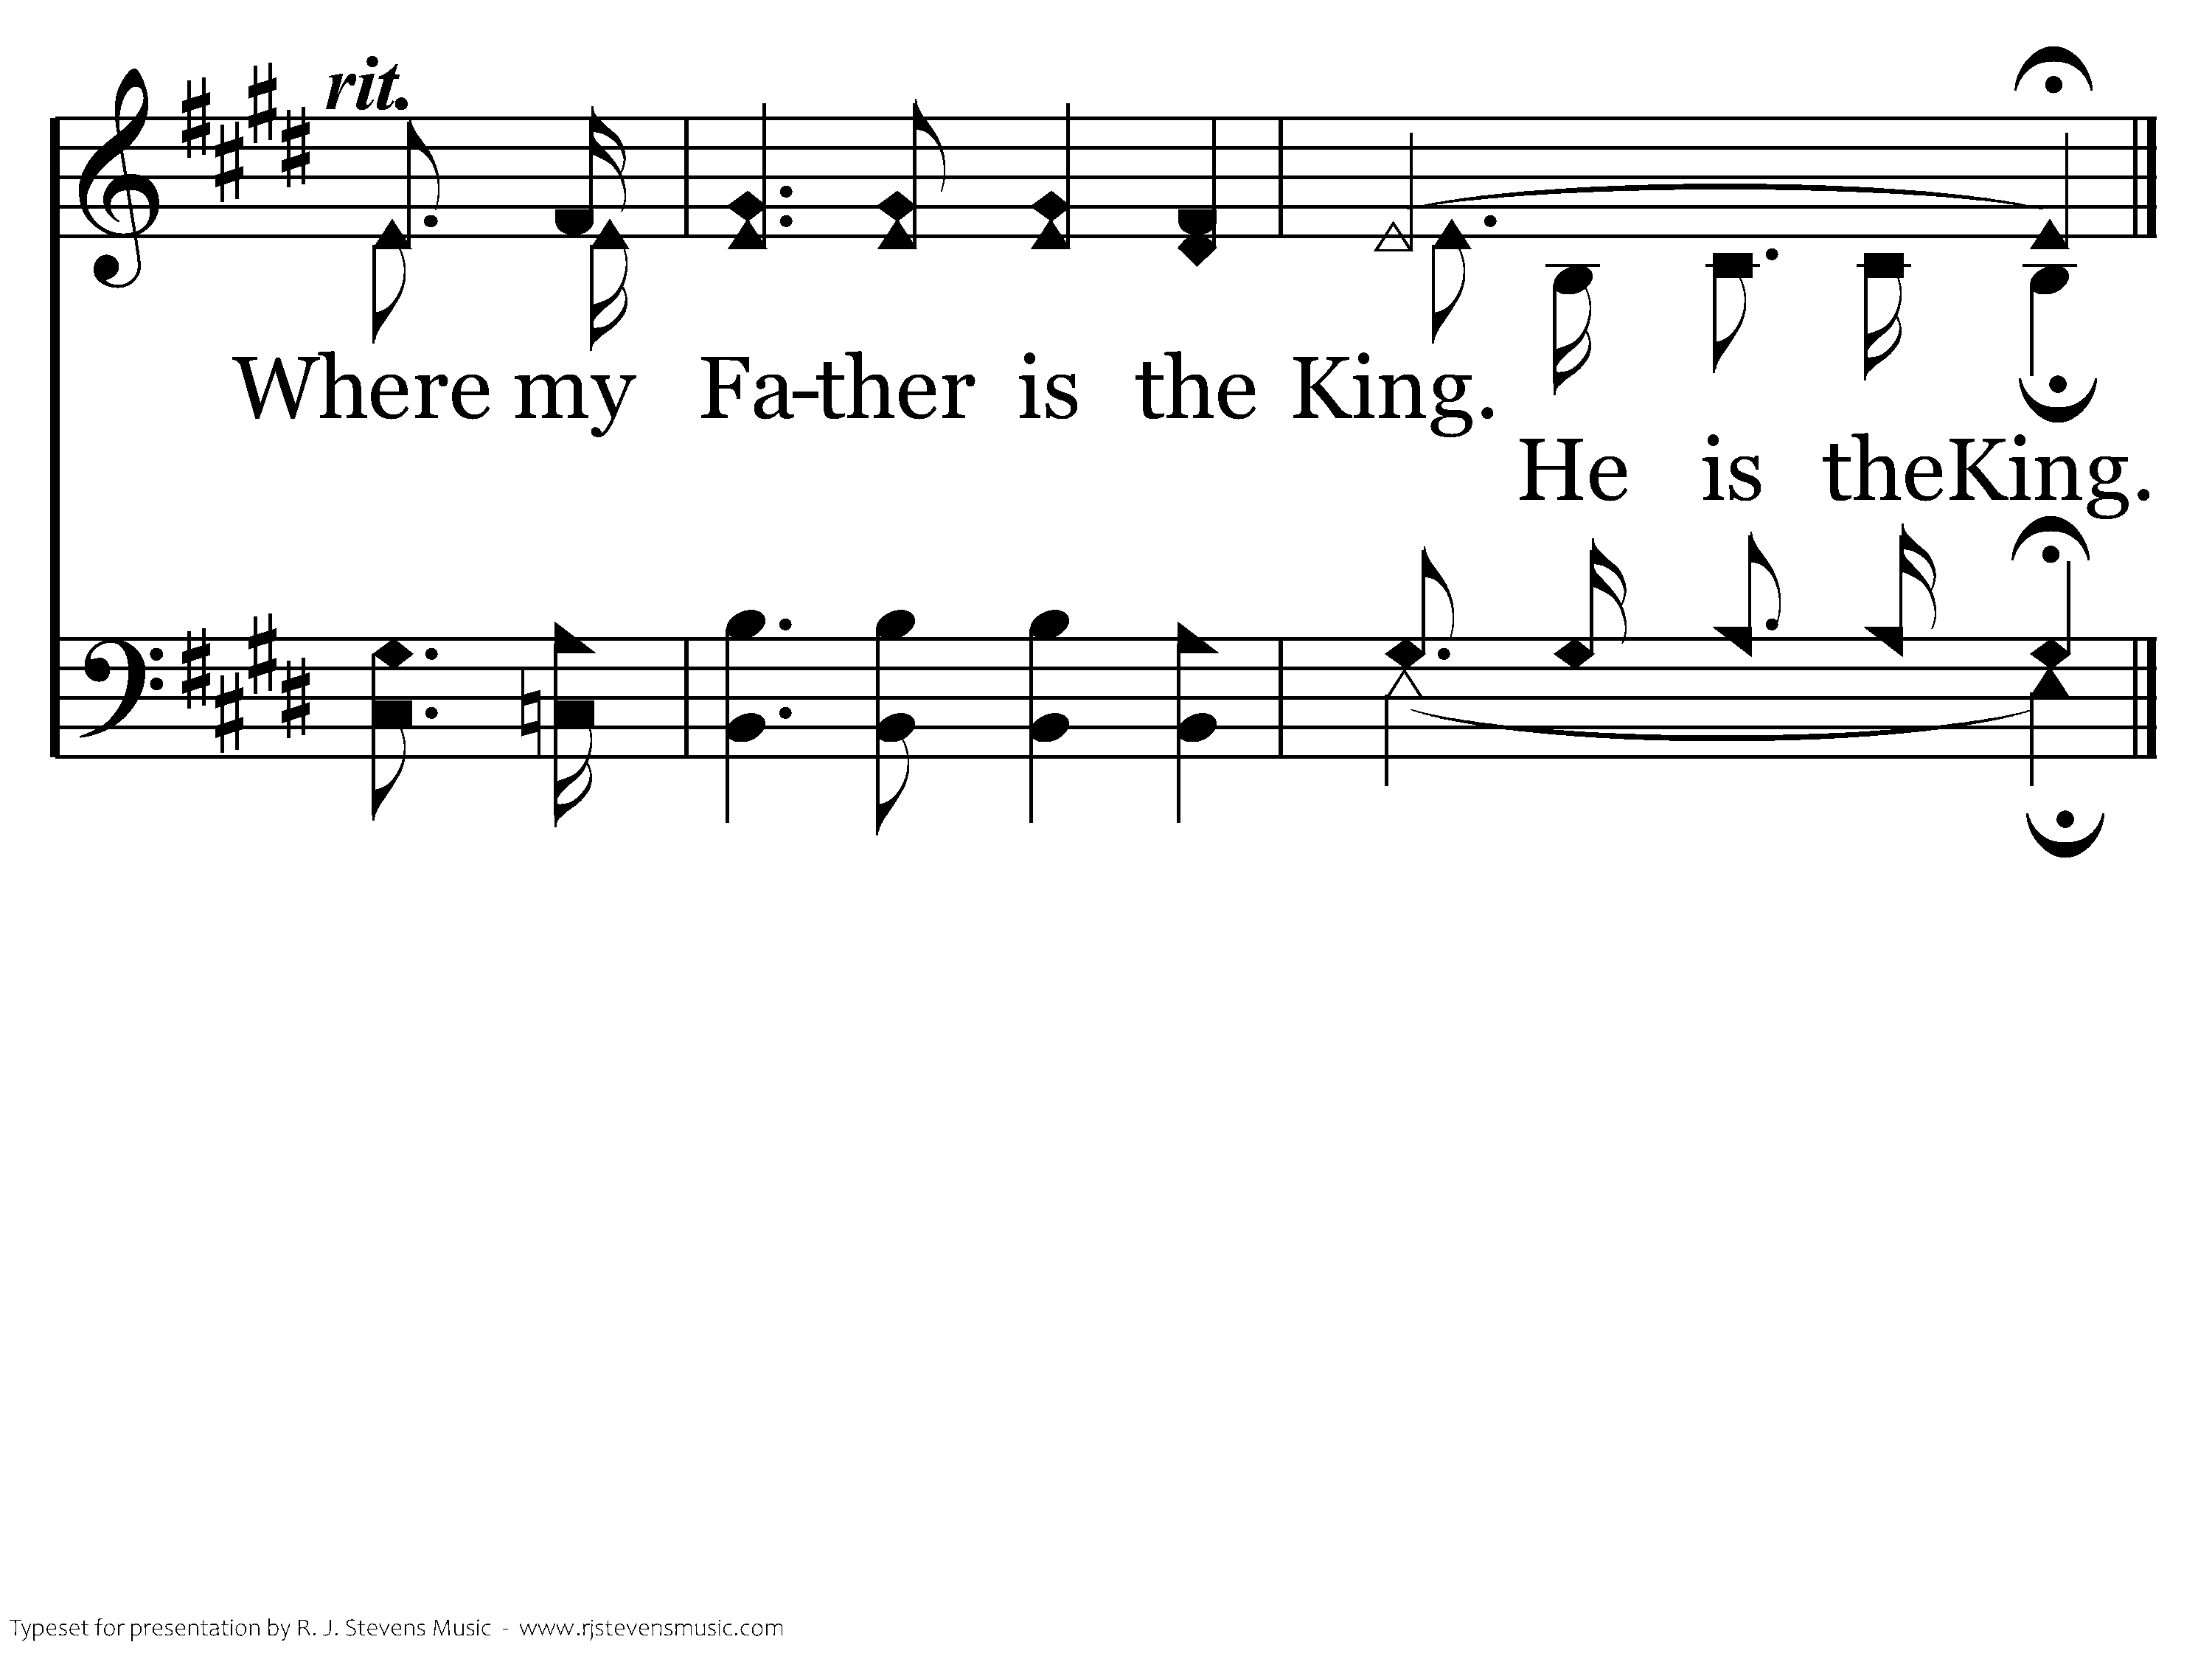 rit.
Where my Fa-ther is the King.
He is theKing.
Typeset for presentation by R. J. Stevens Music - www.rjstevensmusic.com